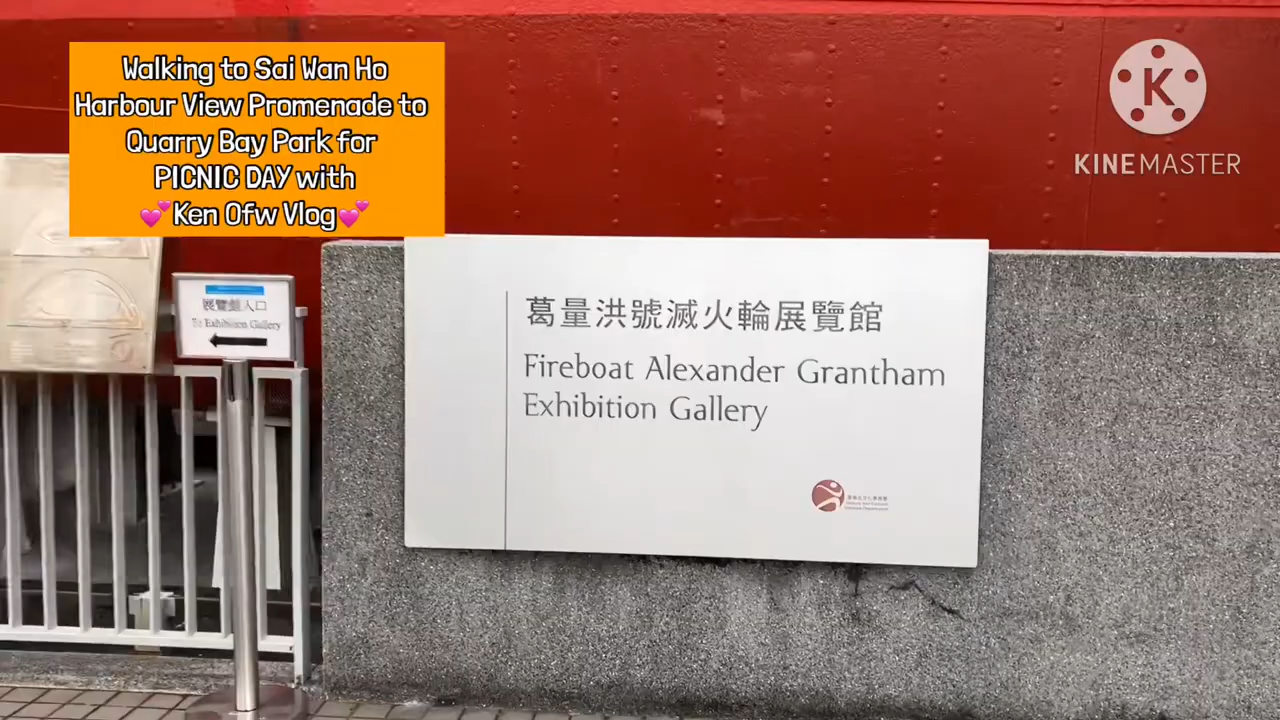 Walking to Sai Wan Ho
Harbour View Promenade to
Quarry Bay Park for
PICNIC DAY with
💕Ken Ofw Vlog💕
K
KINEMASTER
展覽館入口
To Exhibition Gallery
葛量洪號滅火輪展覽館
Fireboat Alexander Grantham
Exhibition Gallery